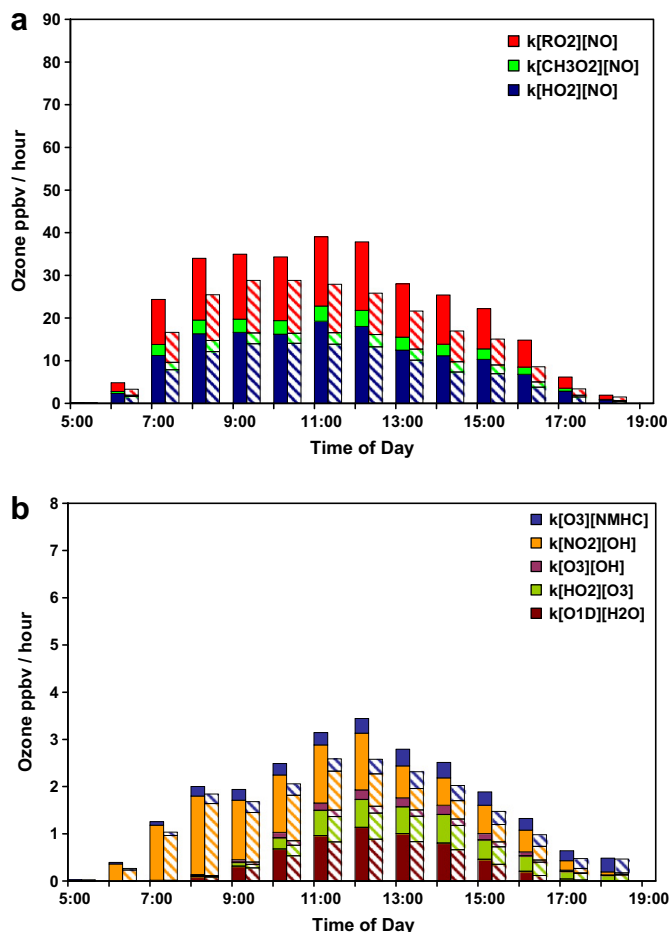 a
90
80
70
60
50
40
30
20
10
0
Ozone ppbv / hour
k[RO2][NO]
k[CH3O2][NO]
k[HO2][NO]
5:00 7:00 9:00 11:00 13:00 15:00 17:00 19:00
Time of Day
b
8
7
6
5
4
3
2
1
0
Ozone ppbv / hour
k[O3][NMHC]
k[NO2][OH]
k[O3][OH]
k[HO2][O3]
k[O1D][H2O]
5:00 7:00 9:00 11:00 13:00 15:00 17:00 19:00
Time of Day